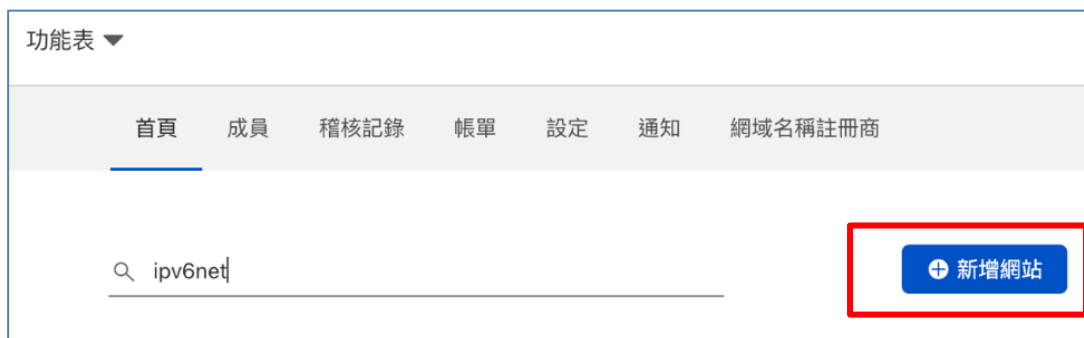 功能表
首頁 成員 稽核記錄 帳單 設定 通知 網域名稱註冊商
ipv6net
新增網站